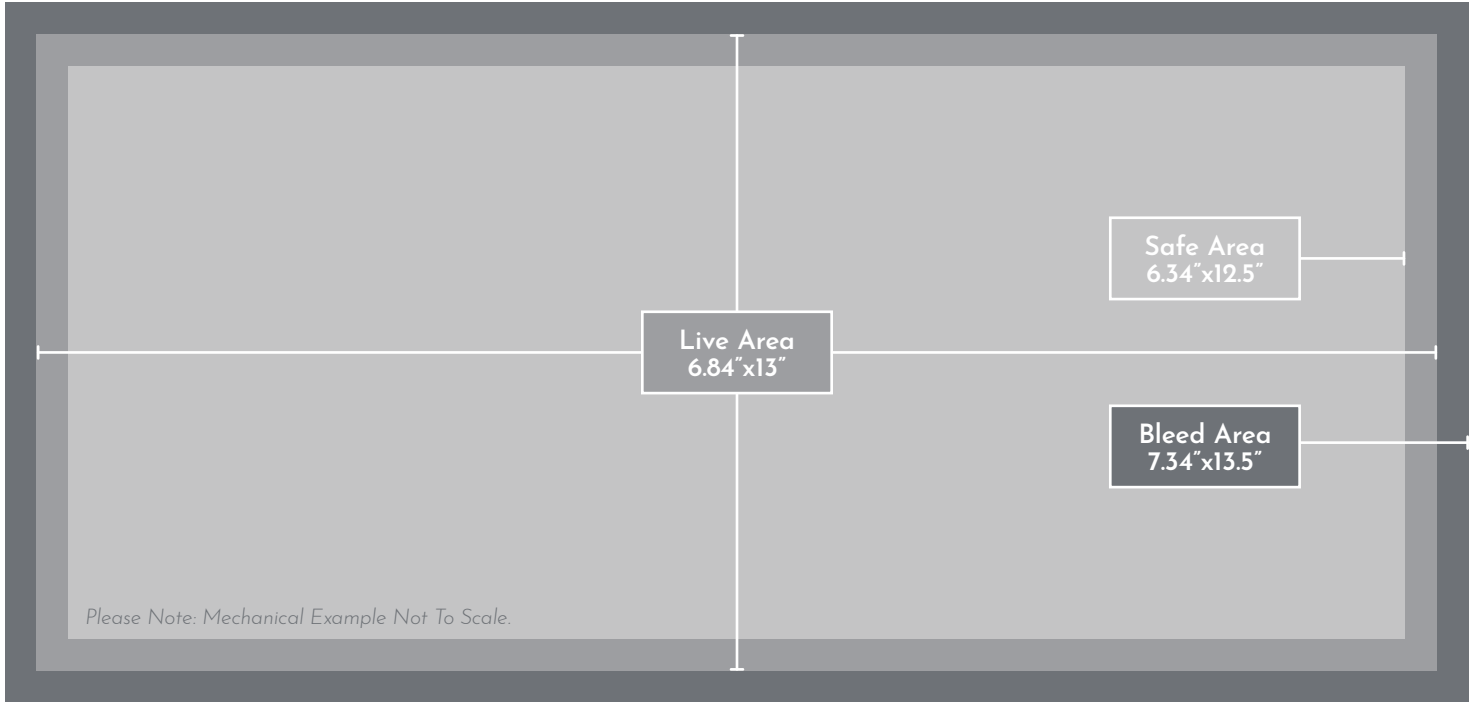 Safe Area
6.34”x12.5”
Live Area
6.84”x13”
Bleed Area
7.34”x13.5”
Please Note: Mechanical Example Not To Scale.